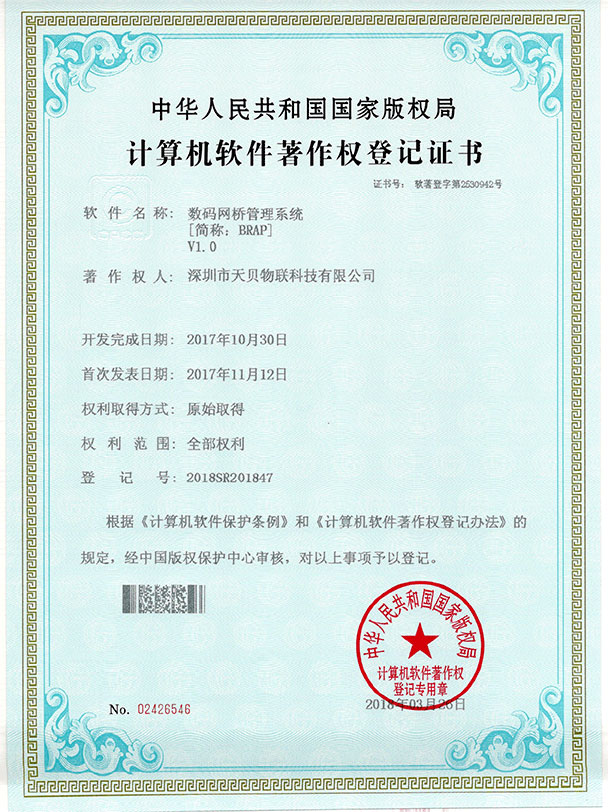 中华人民共和国国家版权局
计算机软件著作权登记证书
证书号： 软著登字第2530942号
软件名称： 数码网桥管理系统
[简称：BRAP]
V1.0
著作权人： 深圳市天贝物联科技有限公司
开发完成日期： 2017年10月30日
首次发表日期： 2017年11月12日
权利取得方式： 原始取得
权利范围： 全部权利
登记号： 2018SR201847
根据《计算机软件保护条例》和《计算机软件著作权登记办法》的
规定，经中国版权保护中心审核，对以上事项予以登记。
中华人民共和国国家版权局
计算机软件著作权
登记专用章
2018年03月26日
No. 02426546